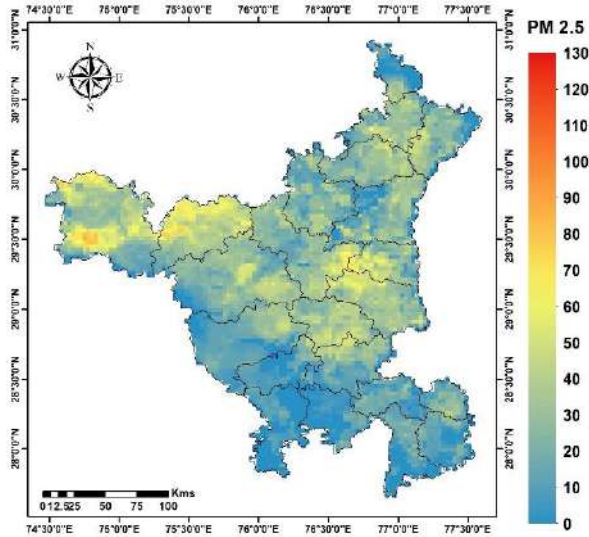 74°30'0"E 75°0'0"E 75°30'0"E 76°0'0"E 76°30'0"E 77°0'0"E 77°30'0"E
PM 2.5
N
W E
S
31°0'0"N 31°0'0"N
30°30'0"N 30°30'0"N
30°0'0"N 30°0'0"N
29°30'0"N 29°30'0"N
29°0'0"N 29°0'0"N
28°30'0"N 28°30'0"N
28°0'0"N 28°0'0"N
130
120
110
100
90
80
70
60
50
40
30
20
10
0
Kms
0 12.5 25 50 75 100
74°30'0"E 75°0'0"E 75°30'0"E 76°0'0"E 76°30'0"E 77°0'0"E 77°30'0"E